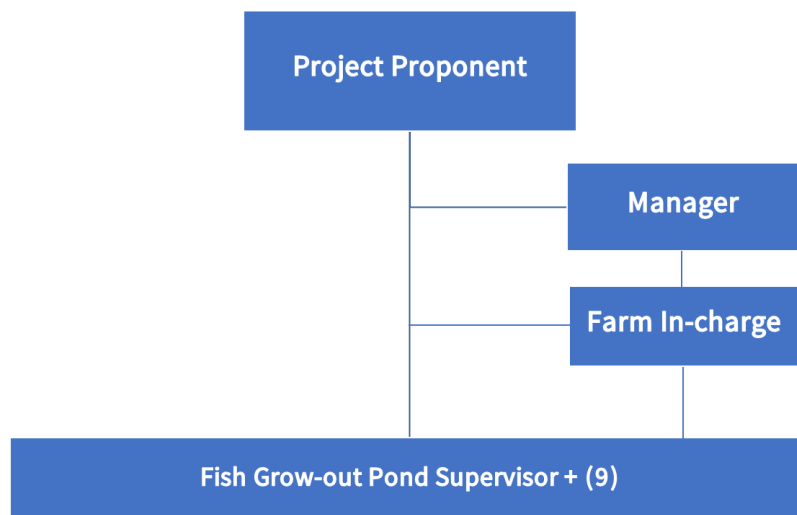 Project Proponent
Manager
Farm In-charge
Fish Grow-out Pond Supervisor + (9)